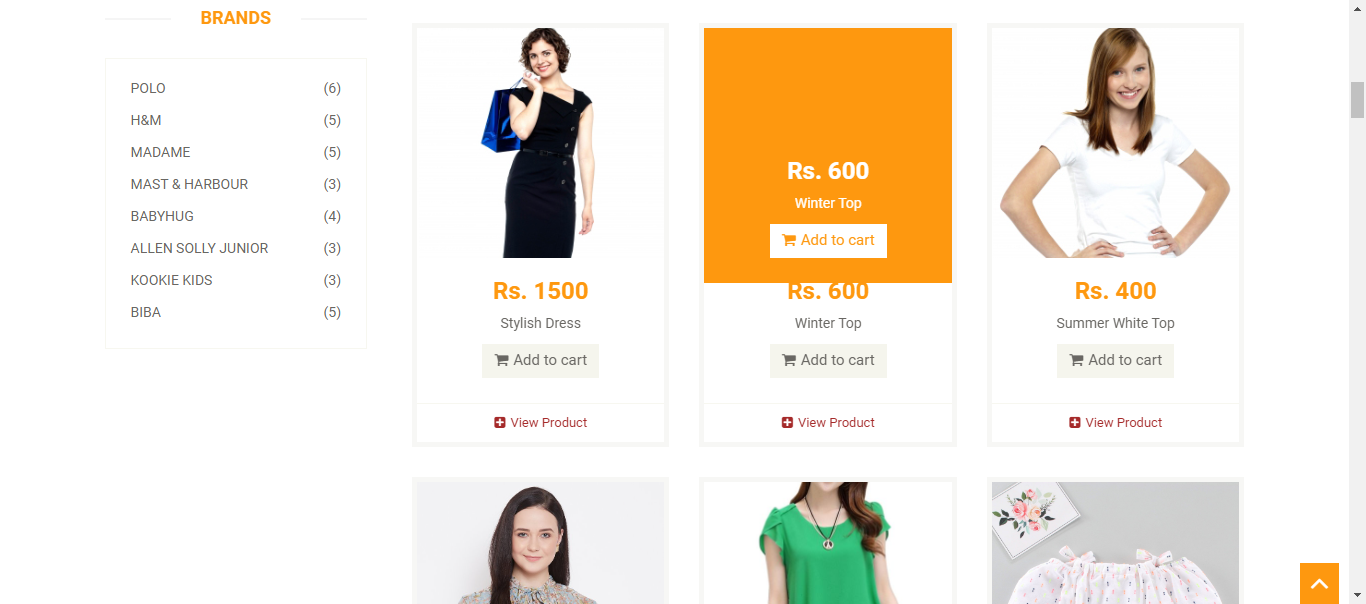 BRANDS
POLO (6)
H&M (5)
MADAME (5)
MAST & HARBOUR (3)
BABYHUG (4)
ALLEN SOLLY JUNIOR (3)
KOOKIE KIDS (3)
BIBA (5)
Rs. 1500
Stylish Dress
Add to cart
View Product
Rs. 600
Winter Top
Add to cart
Rs. 600
Winter Top
Add to cart
View Product
Rs. 400
Summer White Top
Add to cart
View Product